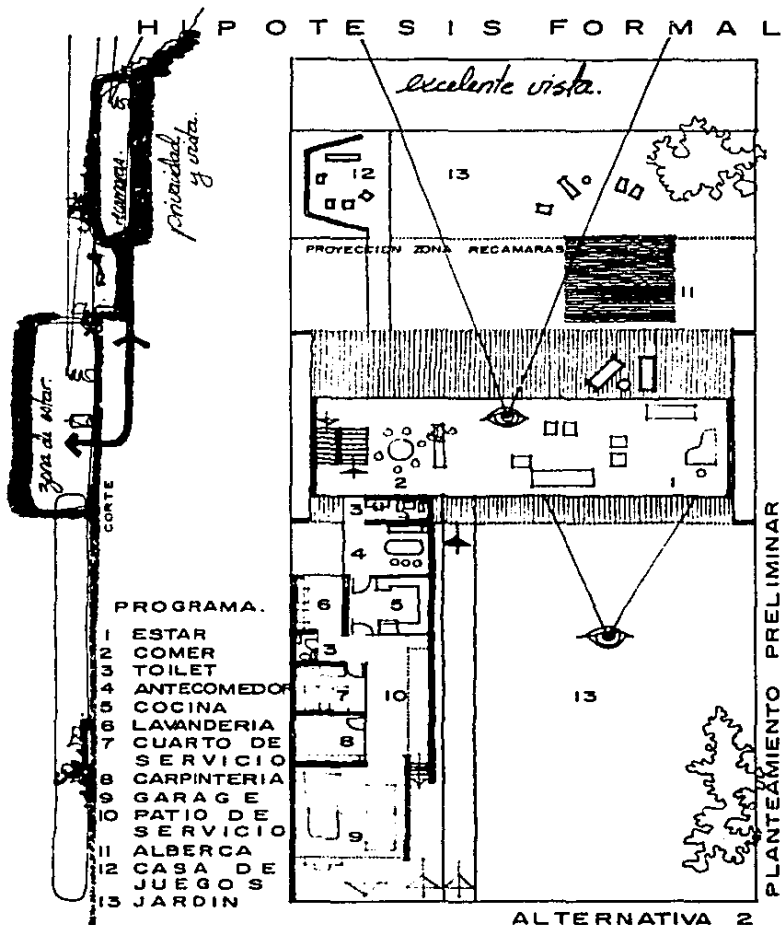 HIPOTESIS FORMAL
excelente vista.
recamaras.
privacidad
y vista.
12
13
PROYECCION ZONA RECAMARAS
11
zona de estar.
CORTE
2
1
3
4
6
5
3
7
10
8
9
13
PROGRAMA.
1 ESTAR
2 COMER
3 TOILET
4 ANTECOMEDOR
5 COCINA
6 LAVANDERIA
7 CUARTO DE
SERVICIO
8 CARPINTERIA
9 GARAGE
10 PATIO DE
SERVICIO
11 ALBERCA
12 CASA DE
JUEGOS
13 JARDIN
PLANTEAMIENTO PRELIMINAR
ALTERNATIVA 2